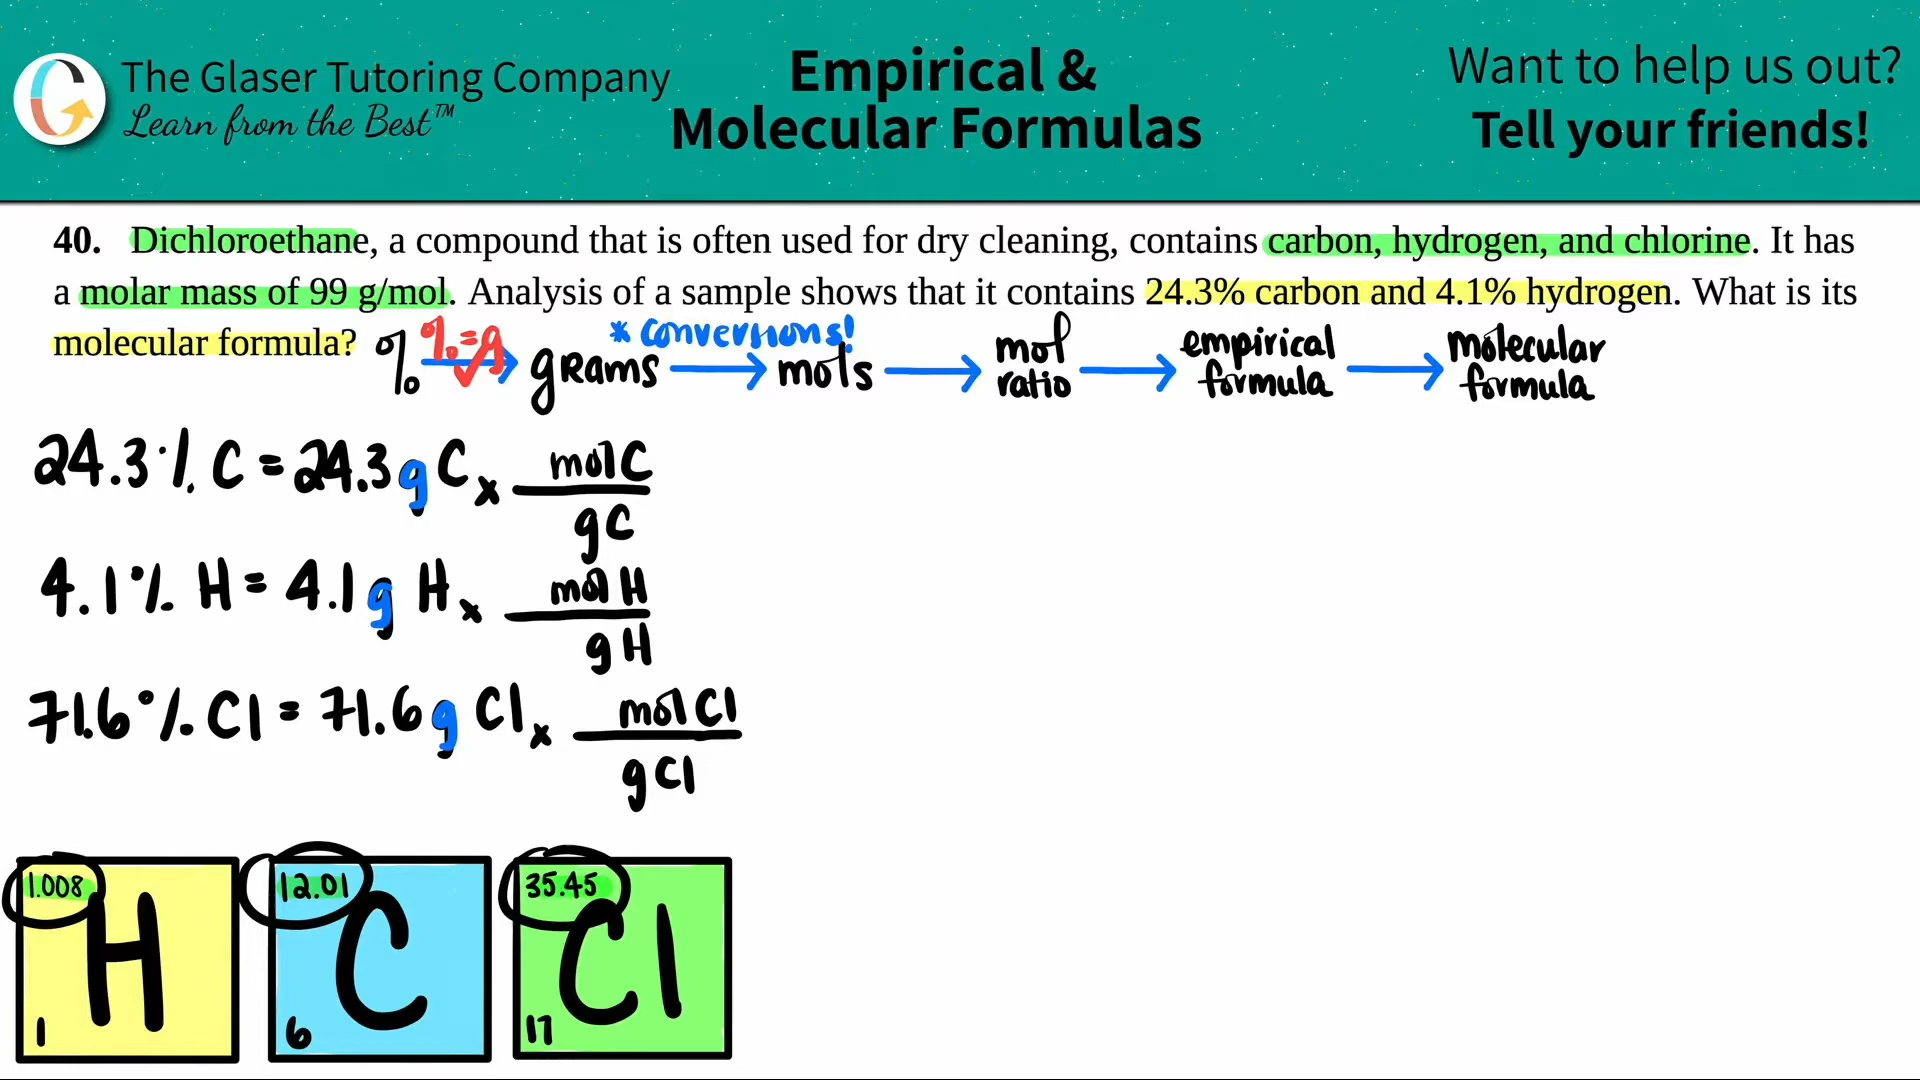 The Glaser Tutoring Company
Learn from the Best™
Empirical &
Molecular Formulas
Want to help us out?
Tell your friends!
40. Dichloroethane, a compound that is often used for dry cleaning, contains carbon, hydrogen, and chlorine. It has
a molar mass of 99 g/mol. Analysis of a sample shows that it contains 24.3% carbon and 4.1% hydrogen. What is its
molecular formula?
%=g
* conversions!
% → grams → mols → mol ratio → empirical formula → molecular formula
24.3% C = 24.3 g C x mol C
g C
4.1% H = 4.1 g H x mol H
g H
71.6% Cl = 71.6 g Cl x mol Cl
g Cl
1.008
H
1
12.01
C
6
35.45
Cl
17